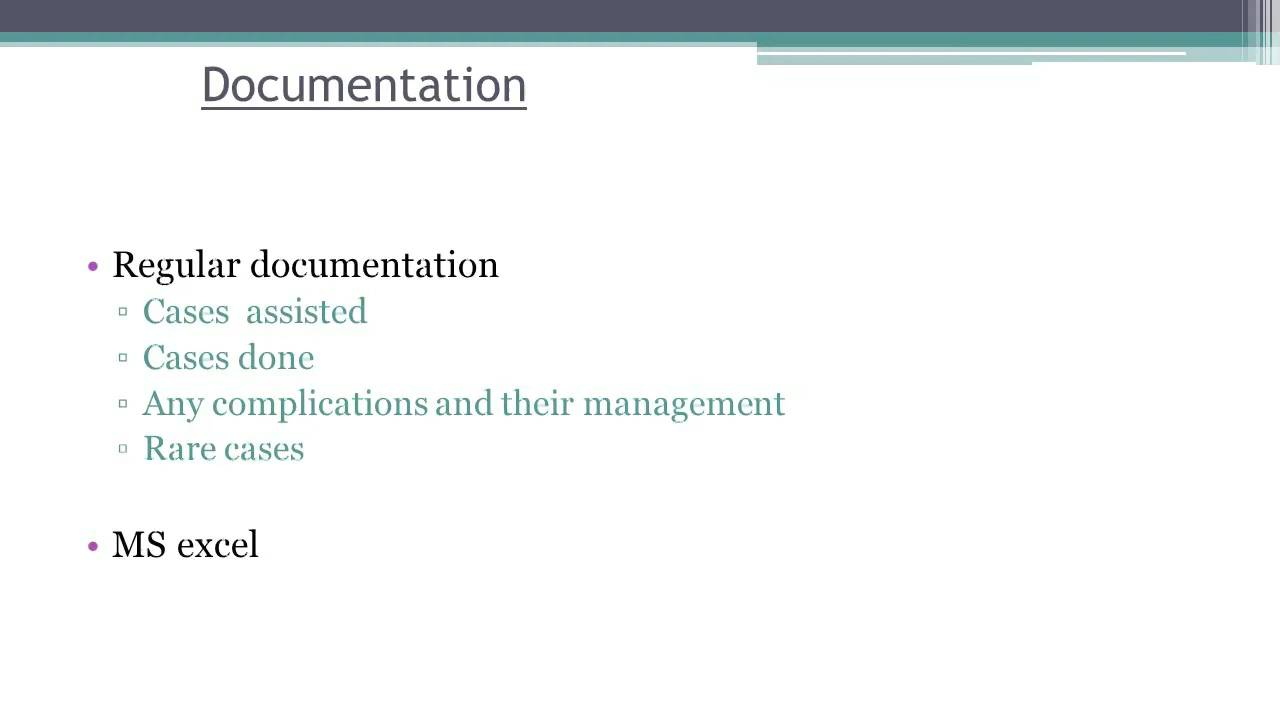 Documentation
• Regular documentation
▫ Cases assisted
▫ Cases done
▫ Any complications and their management
▫ Rare cases
• MS excel